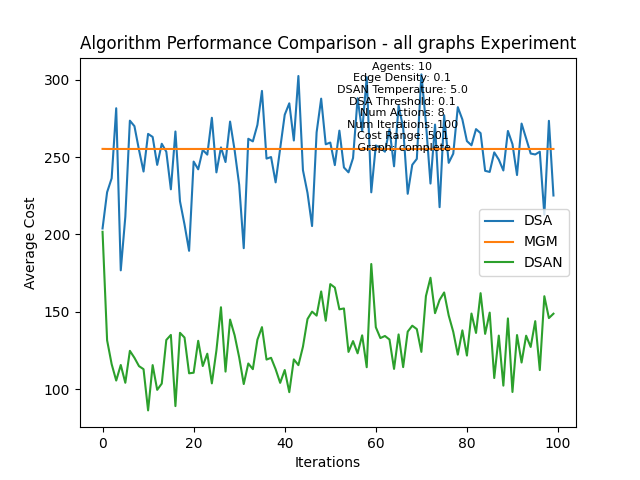 Algorithm Performance Comparison - all graphs Experiment
Agents: 10
Edge Density: 0.1
DSAN Temperature: 5.0
DSA Threshold: 0.1
Num Actions: 8
Num Iterations: 100
Cost Range: 501
Graph: complete
300
250
200
150
100
Average Cost
DSA
MGM
DSAN
0
20
40
60
80
100
Iterations